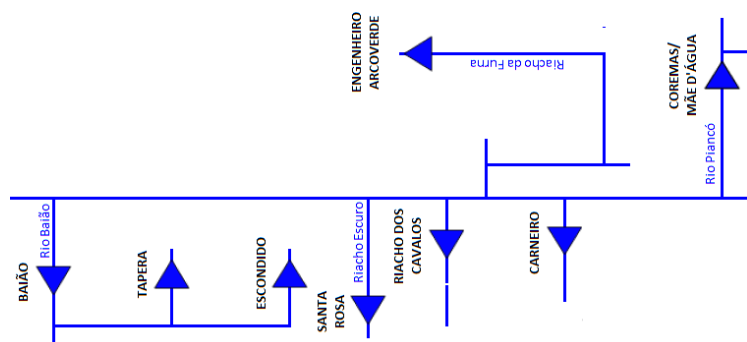 ENGENHEIRO
ARCOVERDE
Riacho da Furna
COREMAS/
MÃE D'ÁGUA
Rio Piancó
Rio Baião
BAIÃO
TAPERA
ESCONDIDO
Riacho Escuro
SANTA
ROSA
RIACHO DOS
CAVALOS
CARNEIRO